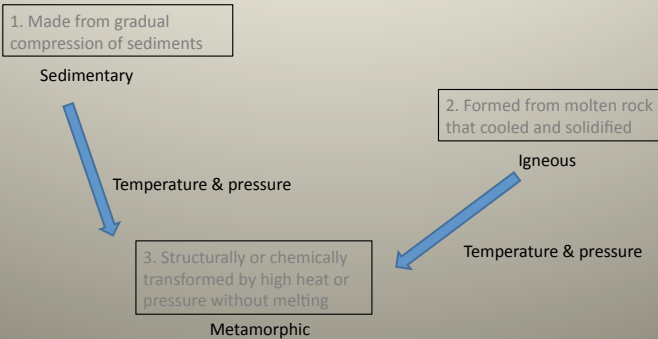 1. Made from gradual
compression of sediments
Sedimentary
2. Formed from molten rock
that cooled and solidified
Igneous
Temperature & pressure
Temperature & pressure
3. Structurally or chemically
transformed by high heat or
pressure without melting
Metamorphic